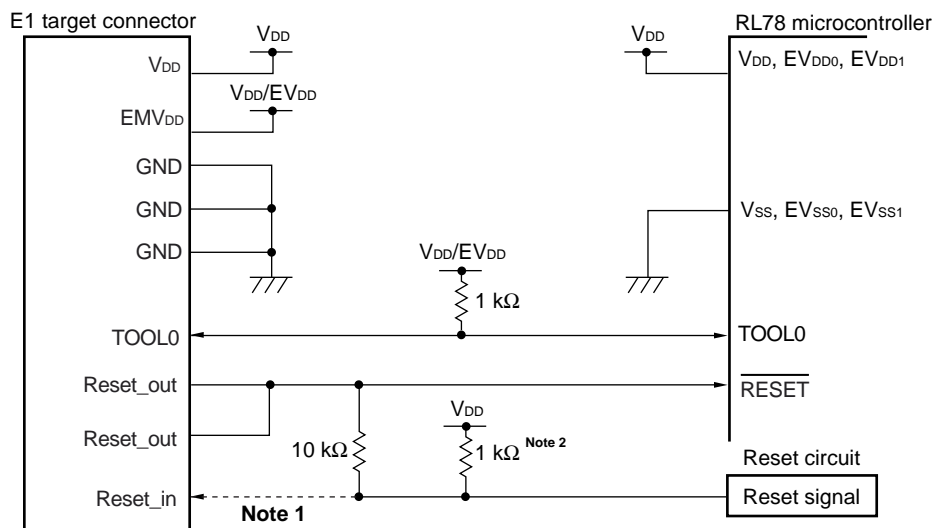 E1 target connector
RL78 microcontroller
VDD
VDD
VDD
VDD, EVDD0, EVDD1
VDD/EVDD
EMVDD
GND
GND
VSS, EVSS0, EVSS1
GND
VDD/EVDD
1 kΩ
TOOL0
TOOL0
Reset_out
RESET
VDD
Reset_out
10 kΩ
1 kΩ Note 2
Reset circuit
Reset_in
Note 1
Reset signal